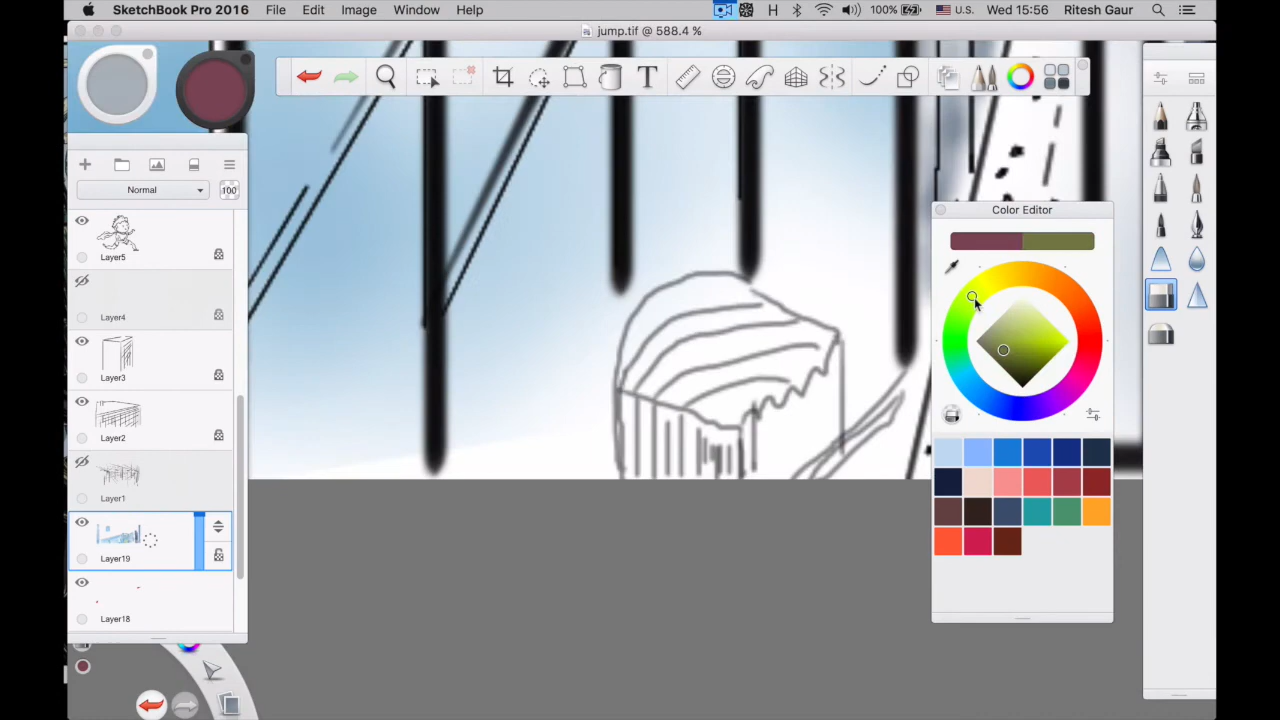 SketchBook Pro 2016 File Edit Image Window Help 100% U.S. Wed 15:56 Ritesh Gaur
jump.tif @ 588.4 %
T
Normal 100
Layer5
Layer4
Layer3
Layer2
Layer1
Layer19
Layer18
Color Editor